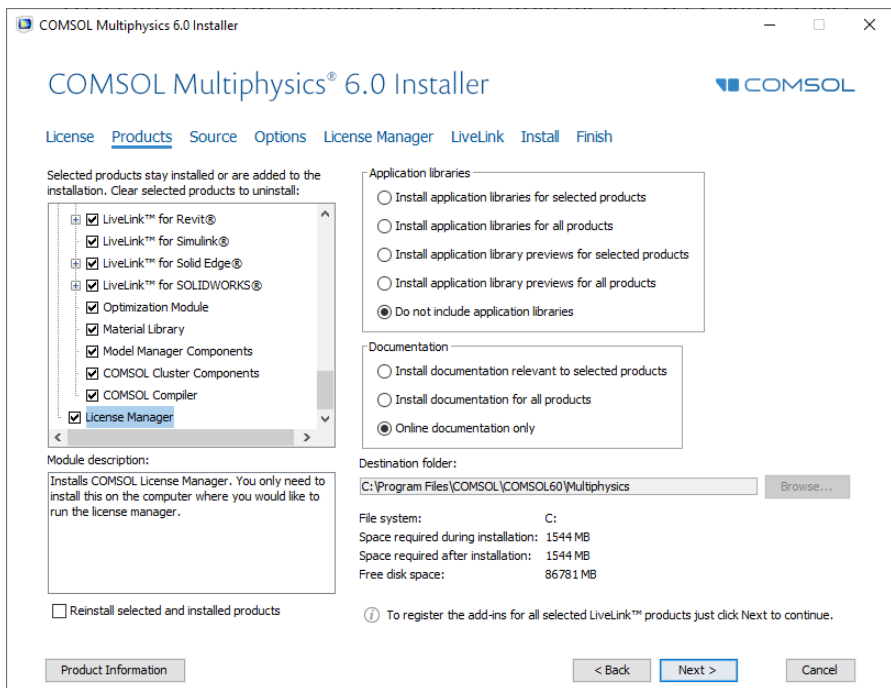 COMSOL Multiphysics 6.0 Installer
COMSOL Multiphysics® 6.0 Installer
COMSOL
License Products Source Options License Manager LiveLink Install Finish
Selected products stay installed or are added to the
installation. Clear selected products to uninstall:
LiveLink™ for Revit®
LiveLink™ for Simulink®
LiveLink™ for Solid Edge®
LiveLink™ for SOLIDWORKS®
Optimization Module
Material Library
Model Manager Components
COMSOL Cluster Components
COMSOL Compiler
License Manager
Module description:
Installs COMSOL License Manager. You only need to
install this on the computer where you would like to
run the license manager.
Reinstall selected and installed products
Application libraries
Install application libraries for selected products
Install application libraries for all products
Install application library previews for selected products
Install application library previews for all products
Do not include application libraries
Documentation
Install documentation relevant to selected products
Install documentation for all products
Online documentation only
Destination folder:
C:\Program Files\COMSOL\COMSOL60\Multiphysics
Browse...
File system: C:
Space required during installation: 1544 MB
Space required after installation: 1544 MB
Free disk space: 86781 MB
To register the add-ins for all selected LiveLink™ products just click Next to continue.
Product Information
< Back
Next >
Cancel